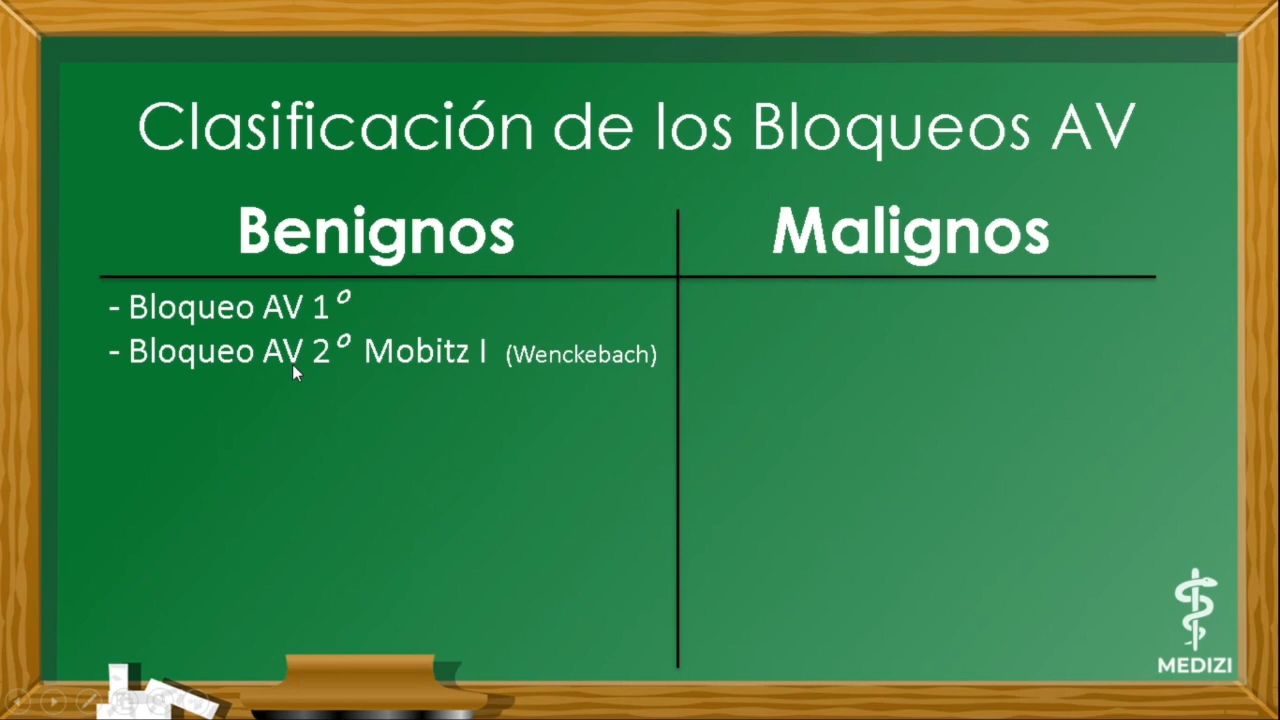 Clasificación de los Bloqueos AV
Benignos
Malignos
- Bloqueo AV 1º
- Bloqueo AV 2º Mobitz I (Wenckebach)
MEDIZI